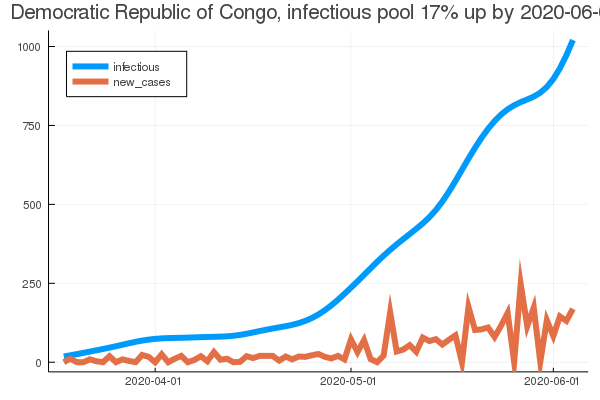 Democratic Republic of Congo, infectious pool 17% up by 2020-06-
1000
infectious
new_cases
750
500
250
0
2020-04-01
2020-05-01
2020-06-01